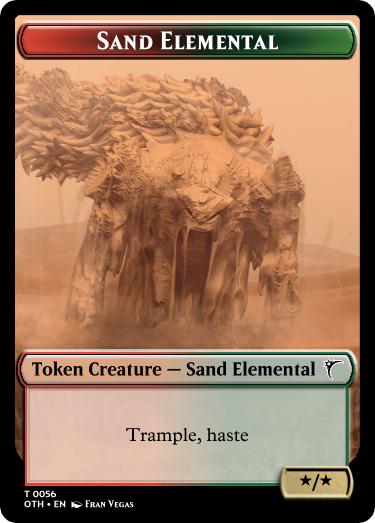 Sand Elemental
Token Creature — Sand Elemental
Trample, haste
★/★
T 0056
OTH • EN Fran Vegas